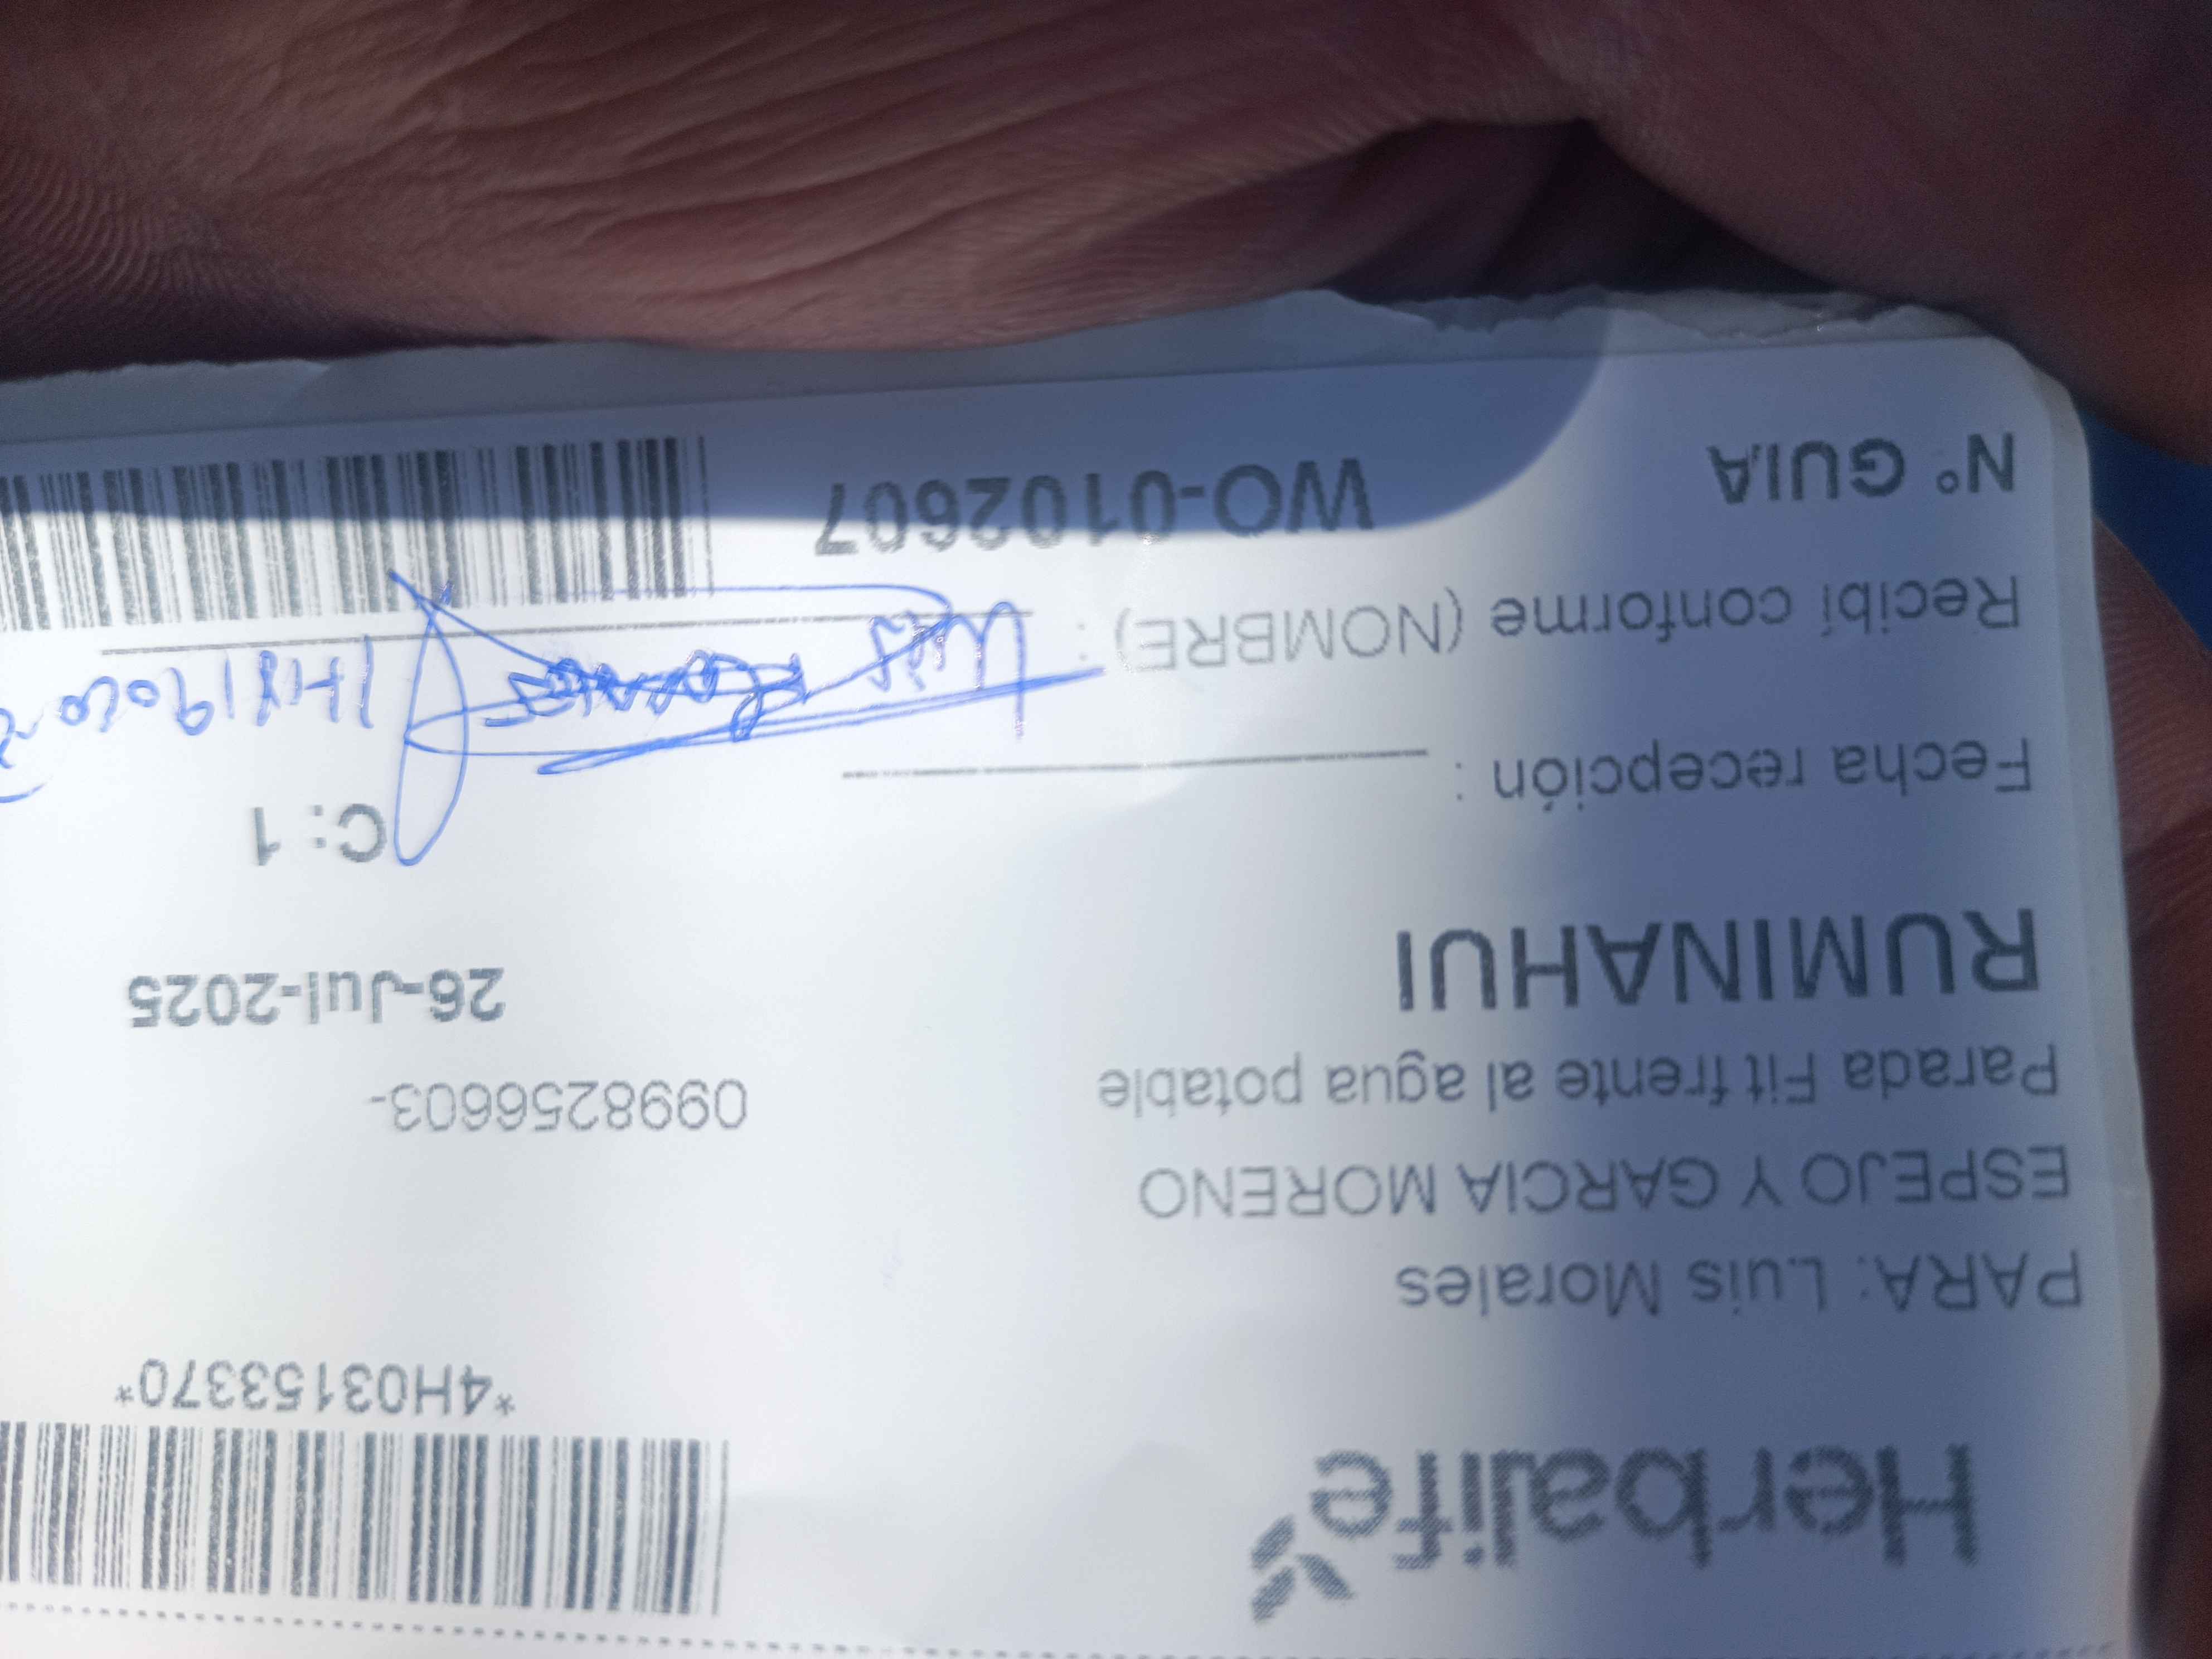 Herbalife
*4H03153370*
PARA: Luis Morales
ESPEJO Y GARCIA MORENO
Parada Fit frente al agua potable
0998256603-
RUMINAHUI
26-Jul-2025
C: 1
Fecha recepción :
Recibí conforme (NOMBRE) : Luis
N° GUIA
WO-0102607